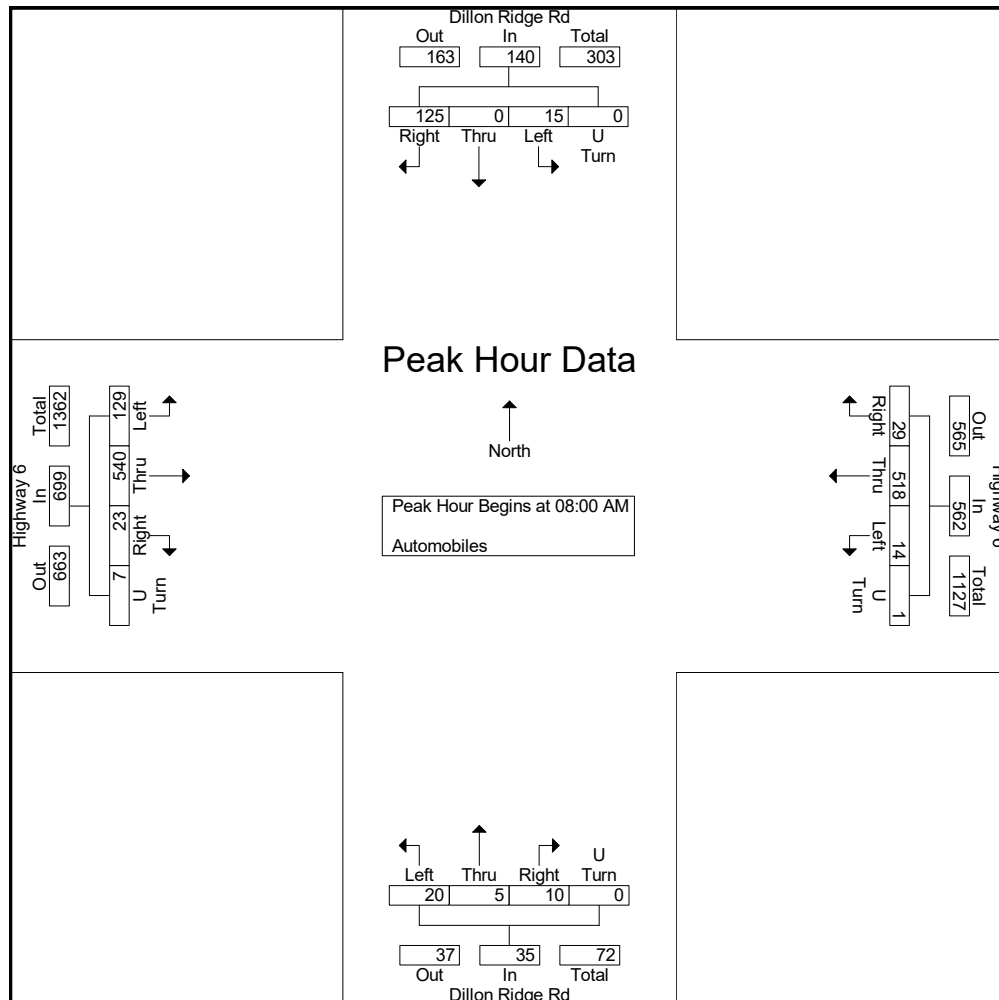 Dillon Ridge Rd
Out In Total
163 140 303
125 0 15 0
Right Thru Left U Turn
Peak Hour Data
North
Peak Hour Begins at 08:00 AM
Automobiles
Highway 6
Total In Out
1362 699 663
129 540 23 7
Left Thru Right U Turn
Highway 6
Out In Total
565 562 1127
29 518 14 1
Right Thru Left U Turn
Left Thru Right U Turn
20 5 10 0
37 35 72
Out In Total
Dillon Ridge Rd